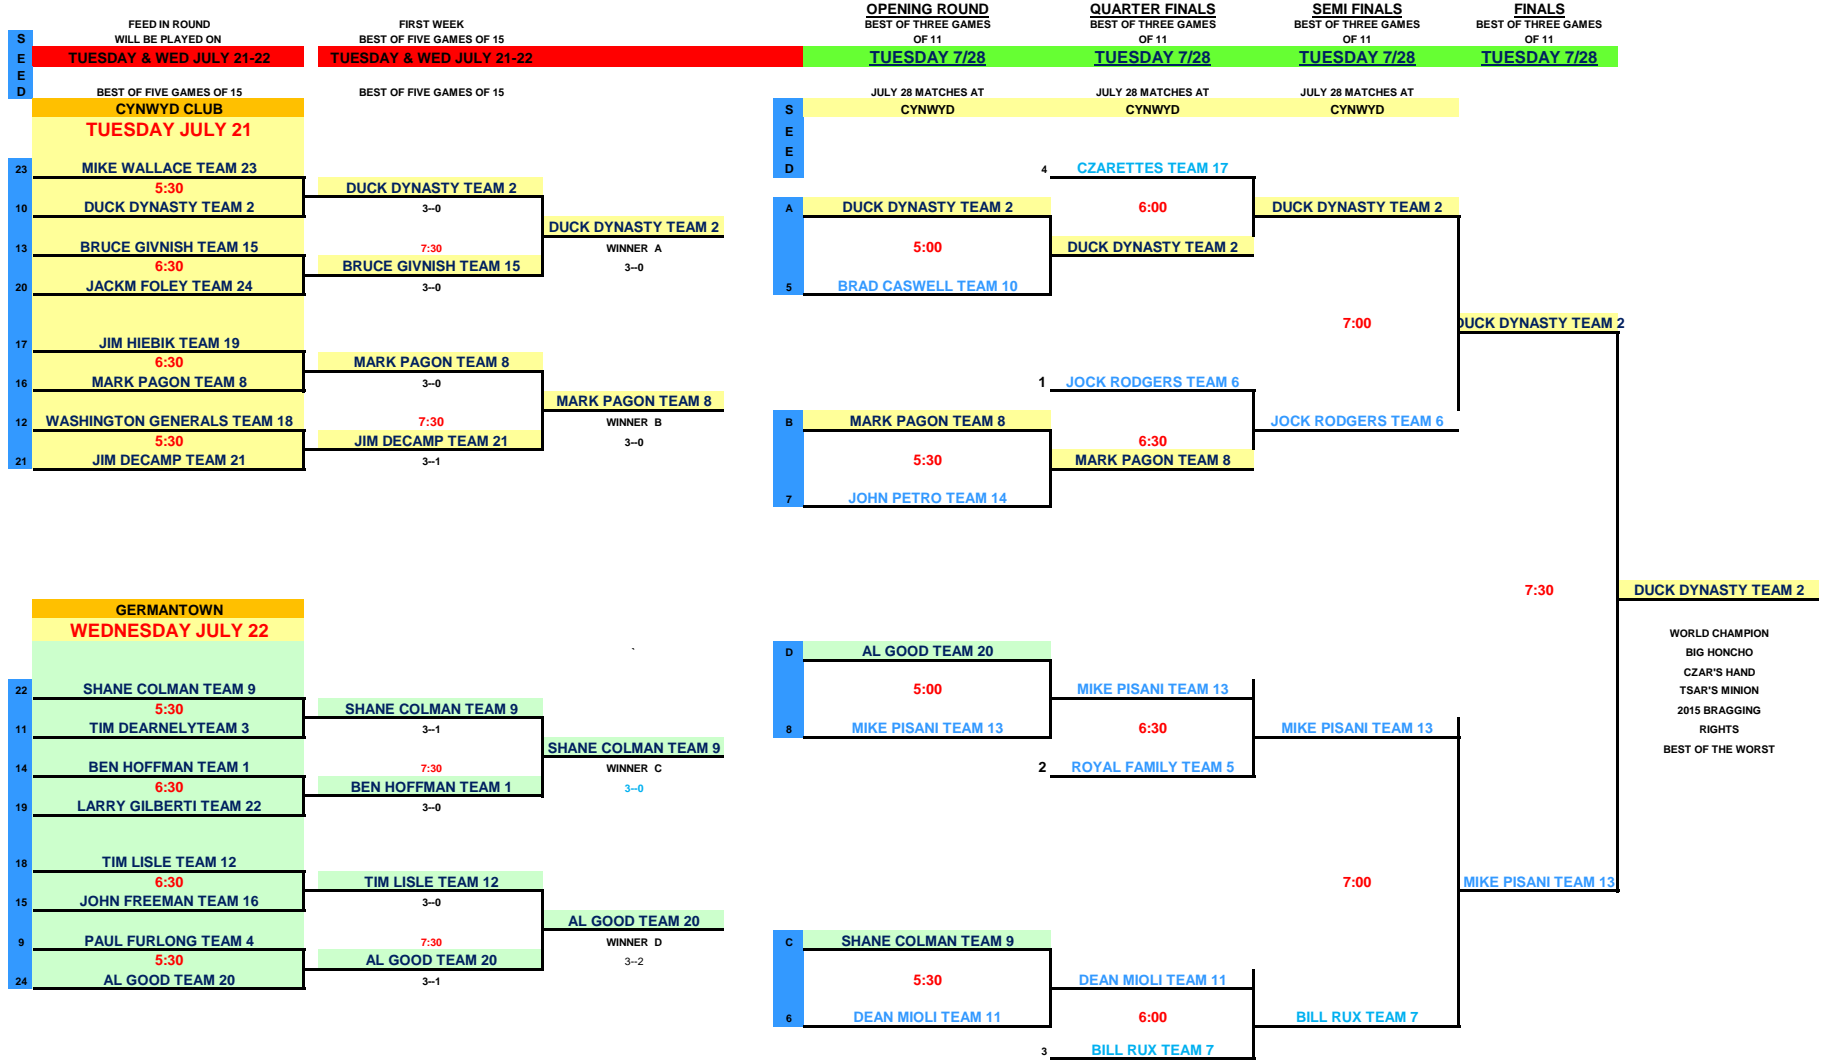 OPENING ROUND QUARTER FINALS SEMI FINALS FINALS
FEED IN ROUND FIRST WEEK BEST OF THREE GAMES BEST OF THREE GAMES BEST OF THREE GAMES BEST OF THREE GAMES
S WILL BE PLAYED ON BEST OF FIVE GAMES OF 15 OF 11 OF 11 OF 11 OF 11
E TUESDAY & WED JULY 21-22 TUESDAY & WED JULY 21-22 TUESDAY 7/28 TUESDAY 7/28 TUESDAY 7/28 TUESDAY 7/28
E
D BEST OF FIVE GAMES OF 15 BEST OF FIVE GAMES OF 15 JULY 28 MATCHES AT JULY 28 MATCHES AT JULY 28 MATCHES AT
CYNWYD CLUB S CYNWYD CYNWYD CYNWYD
TUESDAY JULY 21 E
E
23 MIKE WALLACE TEAM 23 D 4 CZARETTES TEAM 17
5:30 DUCK DYNASTY TEAM 2
10 DUCK DYNASTY TEAM 2 3--0 A DUCK DYNASTY TEAM 2 6:00 DUCK DYNASTY TEAM 2
DUCK DYNASTY TEAM 2
13 BRUCE GIVNISH TEAM 15 7:30 WINNER A 5:00 DUCK DYNASTY TEAM 2
6:30 BRUCE GIVNISH TEAM 15 3--0
20 JACKM FOLEY TEAM 24 3--0 5 BRAD CASWELL TEAM 10
7:00 DUCK DYNASTY TEAM 2
17 JIM HIEBIK TEAM 19
6:30 MARK PAGON TEAM 8
16 MARK PAGON TEAM 8 3--0 1 JOCK RODGERS TEAM 6
MARK PAGON TEAM 8
12 WASHINGTON GENERALS TEAM 18 7:30 WINNER B B MARK PAGON TEAM 8 JOCK RODGERS TEAM 6
5:30 JIM DECAMP TEAM 21 3--0 6:30
21 JIM DECAMP TEAM 21 3--1 5:30 MARK PAGON TEAM 8
7 JOHN PETRO TEAM 14
7:30 DUCK DYNASTY TEAM 2
GERMANTOWN
WEDNESDAY JULY 22 WORLD CHAMPION
` D AL GOOD TEAM 20 BIG HONCHO
CZAR'S HAND
22 SHANE COLMAN TEAM 9 5:00 MIKE PISANI TEAM 13 TSAR'S MINION
5:30 SHANE COLMAN TEAM 9 2015 BRAGGING
11 TIM DEARNELYTEAM 3 3--1 8 MIKE PISANI TEAM 13 6:30 MIKE PISANI TEAM 13 RIGHTS
SHANE COLMAN TEAM 9 BEST OF THE WORST
14 BEN HOFFMAN TEAM 1 7:30 WINNER C 2 ROYAL FAMILY TEAM 5
6:30 BEN HOFFMAN TEAM 1 3--0
19 LARRY GILBERTI TEAM 22 3--0
18 TIM LISLE TEAM 12
6:30 TIM LISLE TEAM 12 7:00 MIKE PISANI TEAM 13
15 JOHN FREEMAN TEAM 16 3--0
AL GOOD TEAM 20
9 PAUL FURLONG TEAM 4 7:30 WINNER D C SHANE COLMAN TEAM 9
5:30 AL GOOD TEAM 20 3--2
24 AL GOOD TEAM 20 3--1 5:30 DEAN MIOLI TEAM 11
6 DEAN MIOLI TEAM 11 6:00 BILL RUX TEAM 7
3 BILL RUX TEAM 7